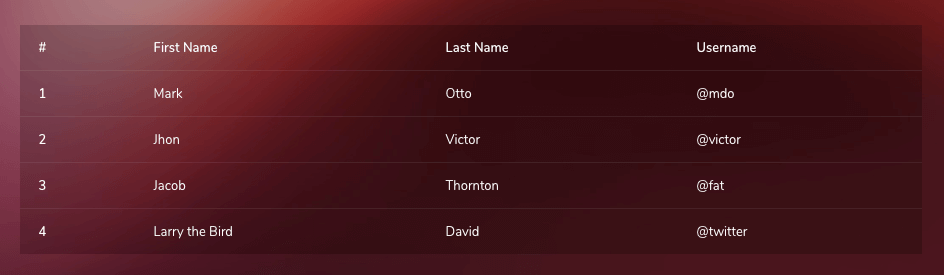 # First Name Last Name Username
1 Mark Otto @mdo
2 Jhon Victor @victor
3 Jacob Thornton @fat
4 Larry the Bird David @twitter